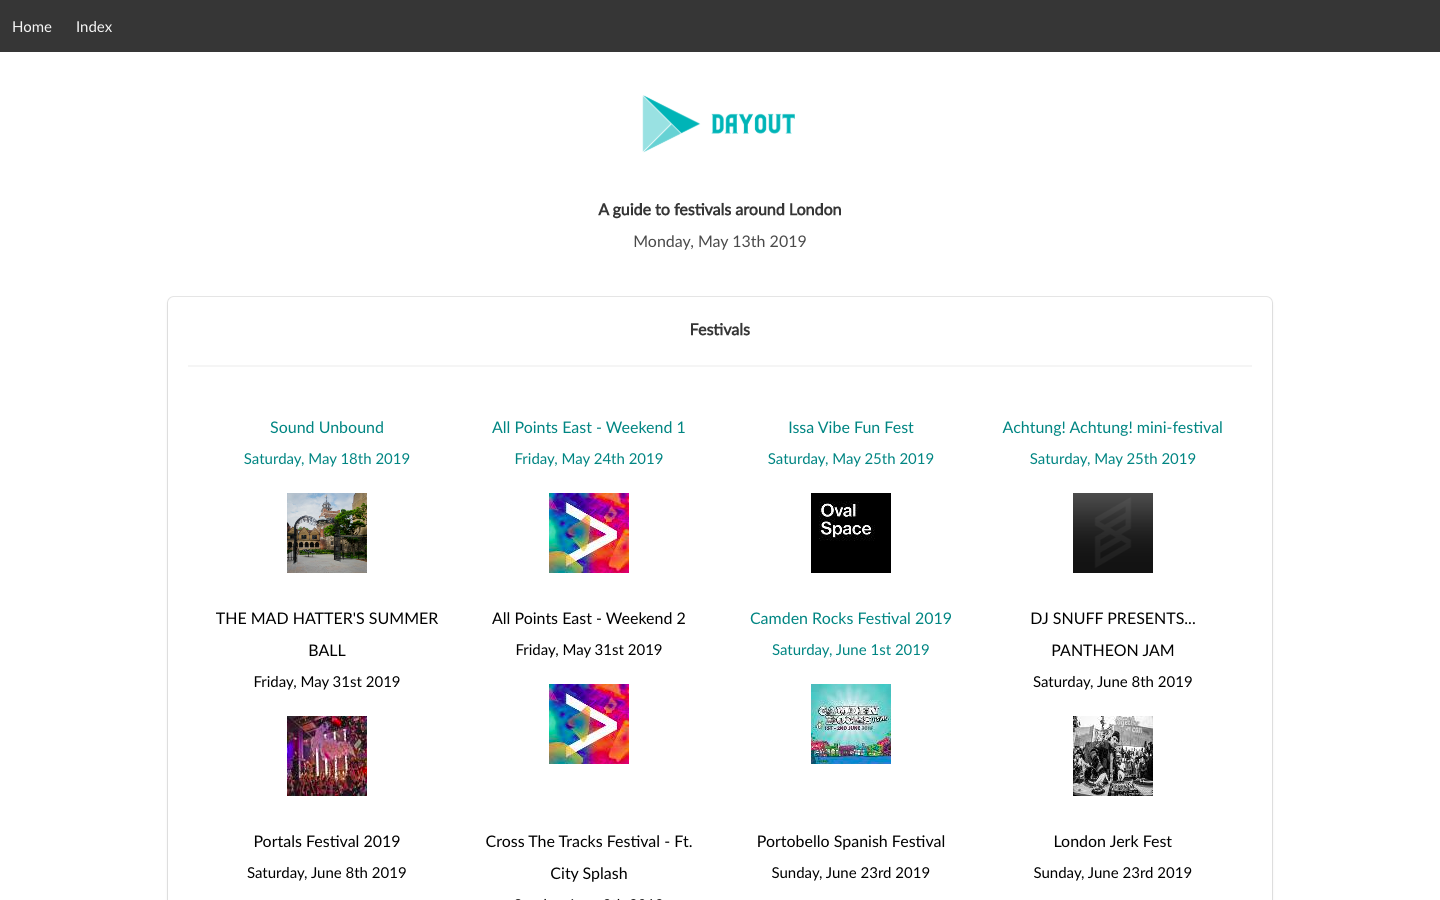 Home Index
DAYOUT
A guide to festivals around London
Monday, May 13th 2019
Festivals
Sound Unbound
Saturday, May 18th 2019
All Points East - Weekend 1
Friday, May 24th 2019
Issa Vibe Fun Fest
Saturday, May 25th 2019
Oval
Space
Achtung! Achtung! mini-festival
Saturday, May 25th 2019
THE MAD HATTER'S SUMMER
BALL
Friday, May 31st 2019
All Points East - Weekend 2
Friday, May 31st 2019
Camden Rocks Festival 2019
Saturday, June 1st 2019
CAMDEN
ROCKS
DJ SNUFF PRESENTS...
PANTHEON JAM
Saturday, June 8th 2019
Portals Festival 2019
Saturday, June 8th 2019
Cross The Tracks Festival - Ft.
City Splash
Portobello Spanish Festival
Sunday, June 23rd 2019
London Jerk Fest
Sunday, June 23rd 2019